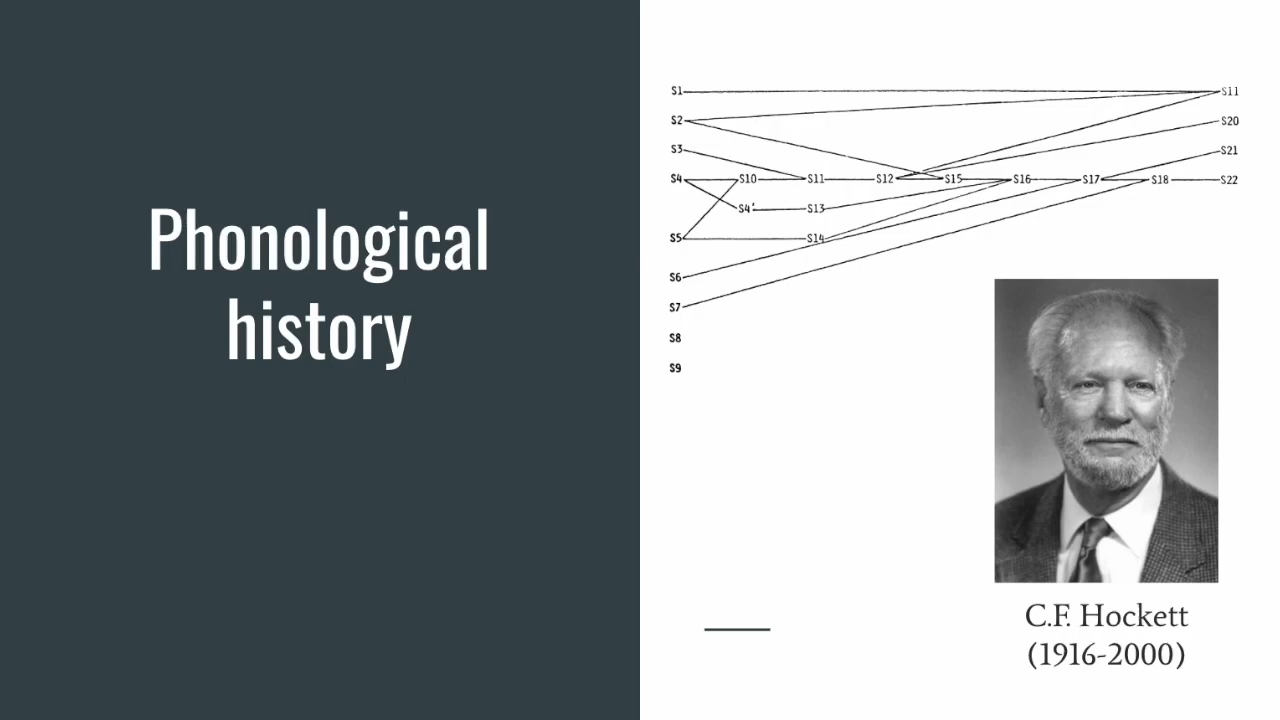 Phonological
history
S1 S11
S2 S20
S3 S21
S4 S10 S11 S12 S15 S16 S17 S18 S22
S4' S13
S5 S14
S6
S7
S8
S9
C.F. Hockett
(1916-2000)